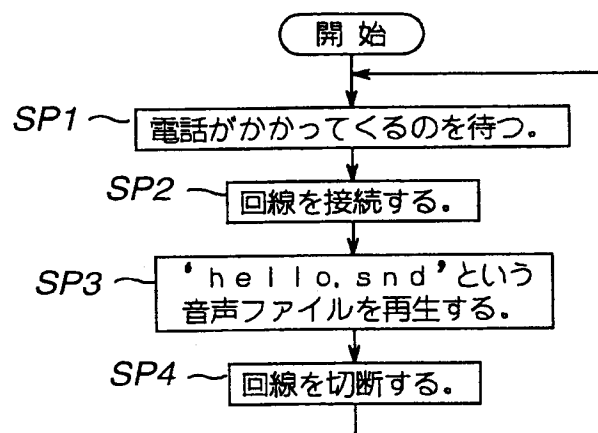 開始
SP1
電話がかかってくるのを待つ。
SP2
回線を接続する。
SP3
'hello.snd'という
音声ファイルを再生する。
SP4
回線を切断する。